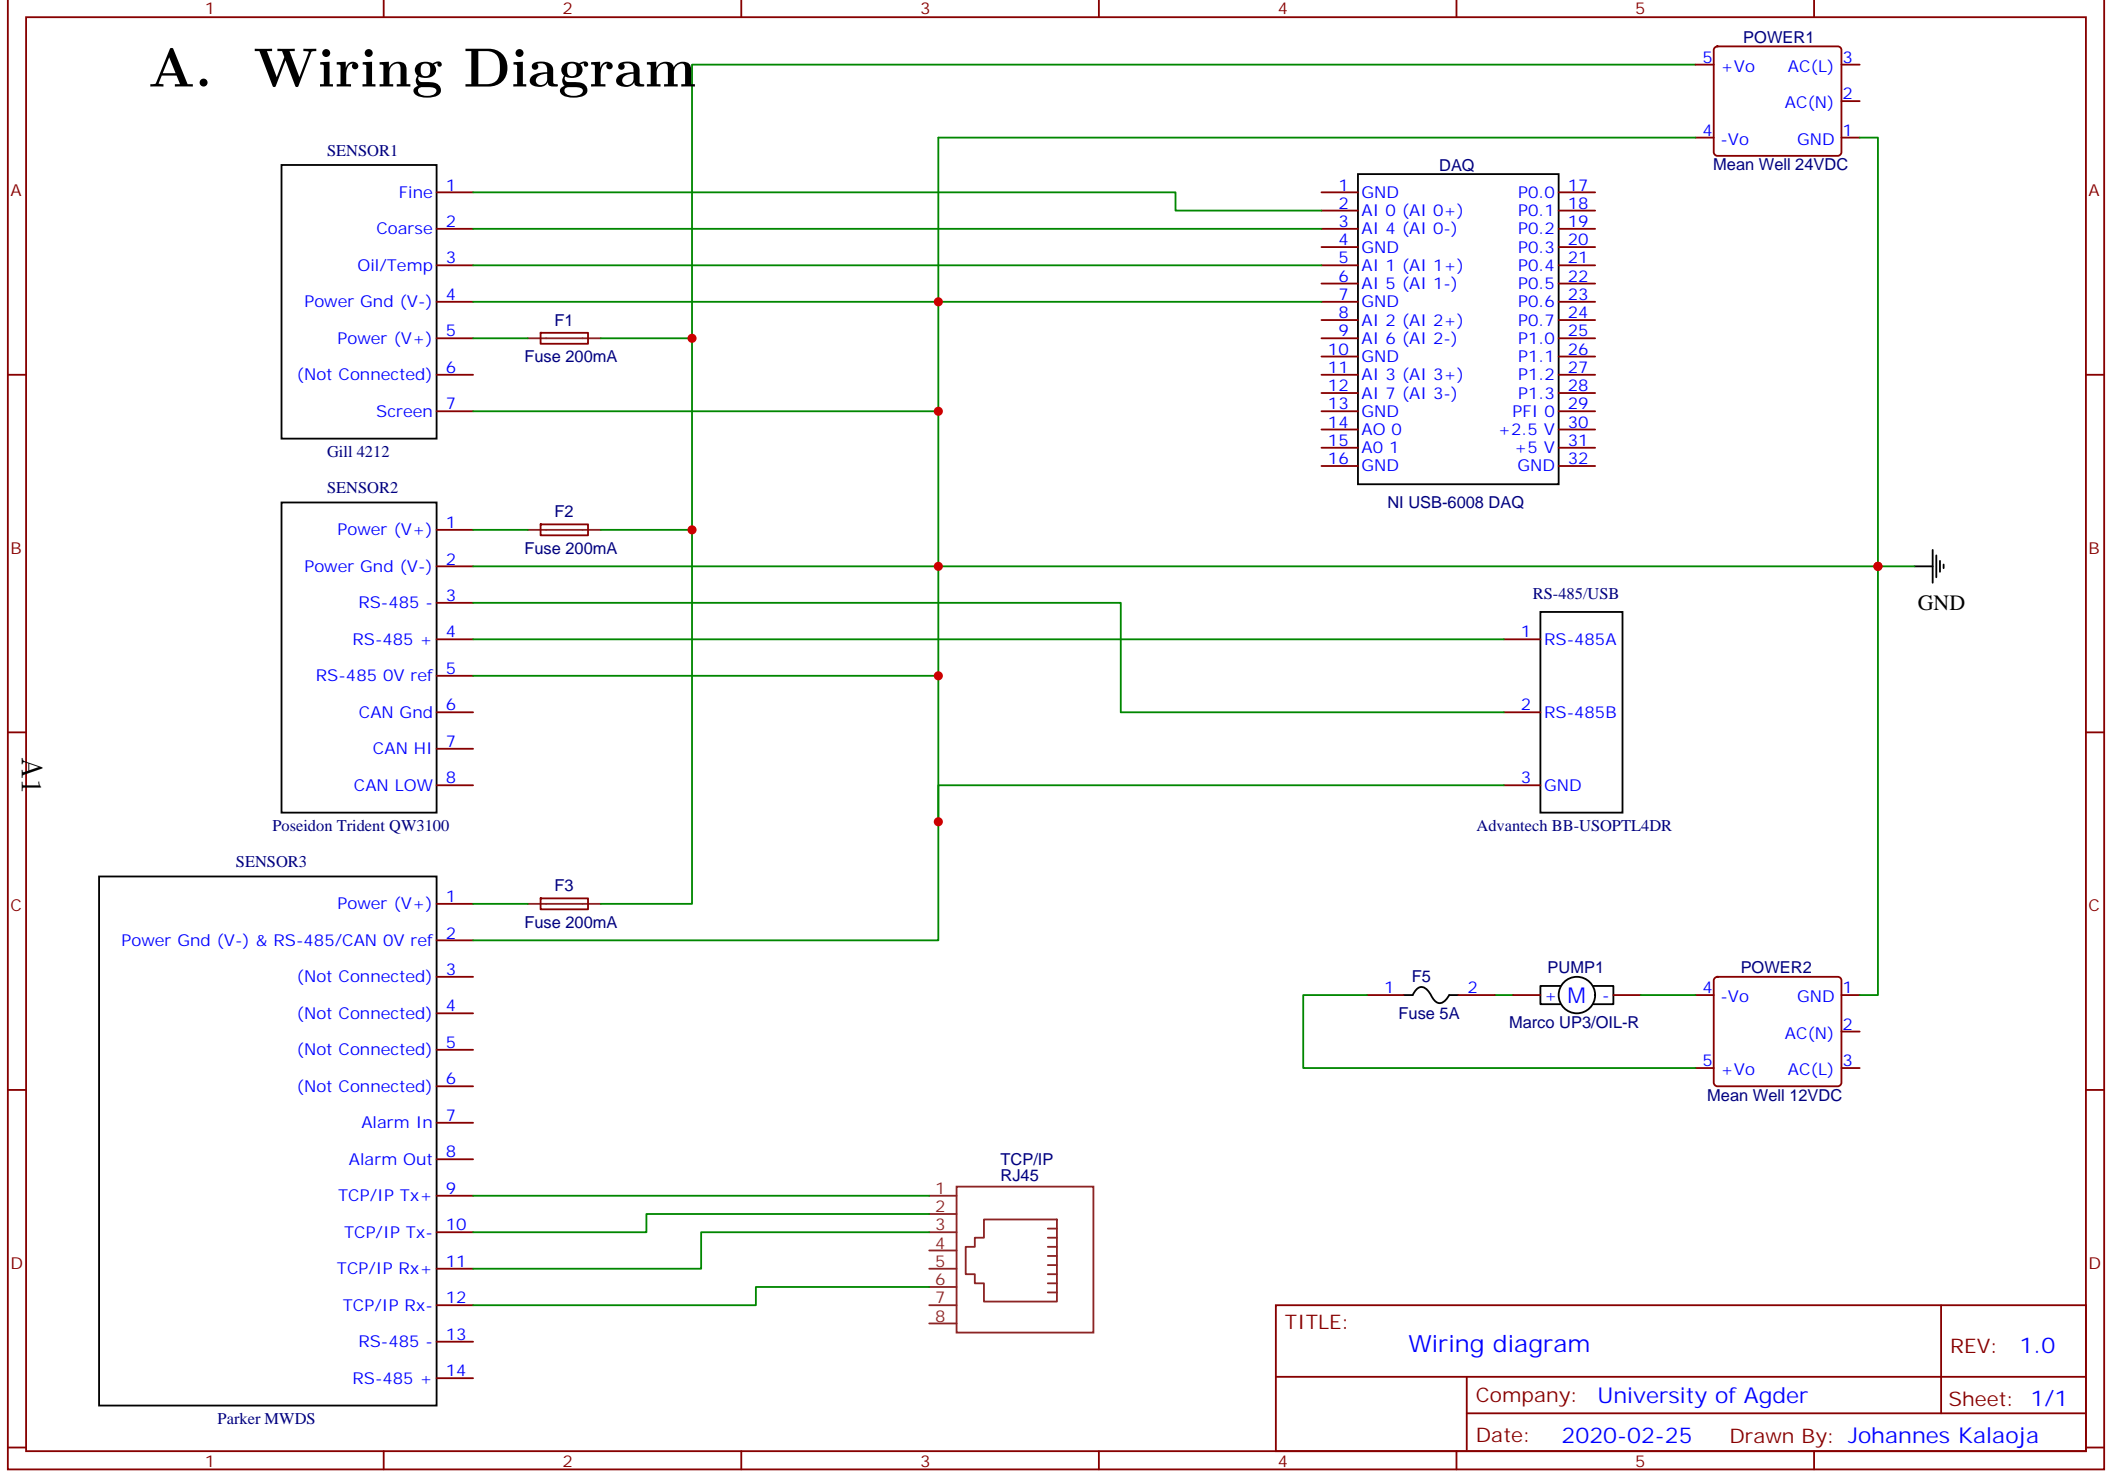 1 2 3 4 5
A. Wiring Diagram
A
A
B
B
C
C
D
D
A1
POWER1
5 +Vo AC(L) 3
AC(N) 2
4 -Vo GND 1
Mean Well 24VDC
SENSOR1
Fine 1
Coarse 2
Oil/Temp 3
Power Gnd (V-) 4
Power (V+) 5
(Not Connected) 6
Screen 7
Gill 4212
F1
Fuse 200mA
DAQ
1 GND P0.0 17
2 AI 0 (AI 0+) P0.1 18
3 AI 4 (AI 0-) P0.2 19
4 GND P0.3 20
5 AI 1 (AI 1+) P0.4 21
6 AI 5 (AI 1-) P0.5 22
7 GND P0.6 23
8 AI 2 (AI 2+) P0.7 24
9 AI 6 (AI 2-) P1.0 25
10 GND P1.1 26
11 AI 3 (AI 3+) P1.2 27
12 AI 7 (AI 3-) P1.3 28
13 GND PFI 0 29
14 AO 0 +2.5 V 30
15 A0 1 +5 V 31
16 GND GND 32
NI USB-6008 DAQ
SENSOR2
Power (V+) 1
Power Gnd (V-) 2
RS-485 - 3
RS-485 + 4
RS-485 0V ref 5
CAN Gnd 6
CAN HI 7
CAN LOW 8
Poseidon Trident QW3100
F2
Fuse 200mA
GND
RS-485/USB
1 RS-485A
2 RS-485B
3 GND
Advantech BB-USOPTL4DR
SENSOR3
Power (V+) 1
Power Gnd (V-) & RS-485/CAN 0V ref 2
(Not Connected) 3
(Not Connected) 4
(Not Connected) 5
(Not Connected) 6
Alarm In 7
Alarm Out 8
TCP/IP Tx+ 9
TCP/IP Tx- 10
TCP/IP Rx+ 11
TCP/IP Rx- 12
RS-485 - 13
RS-485 + 14
Parker MWDS
F3
Fuse 200mA
F5
1 2
Fuse 5A
PUMP1
+ M -
Marco UP3/OIL-R
POWER2
4 -Vo GND 1
AC(N) 2
5 +Vo AC(L) 3
Mean Well 12VDC
TCP/IP
RJ45
1
2
3
4
5
6
7
8
TITLE:
Wiring diagram
REV: 1.0
Company: University of Agder
Sheet: 1/1
Date: 2020-02-25 Drawn By: Johannes Kalaoja
1 2 3 4 5